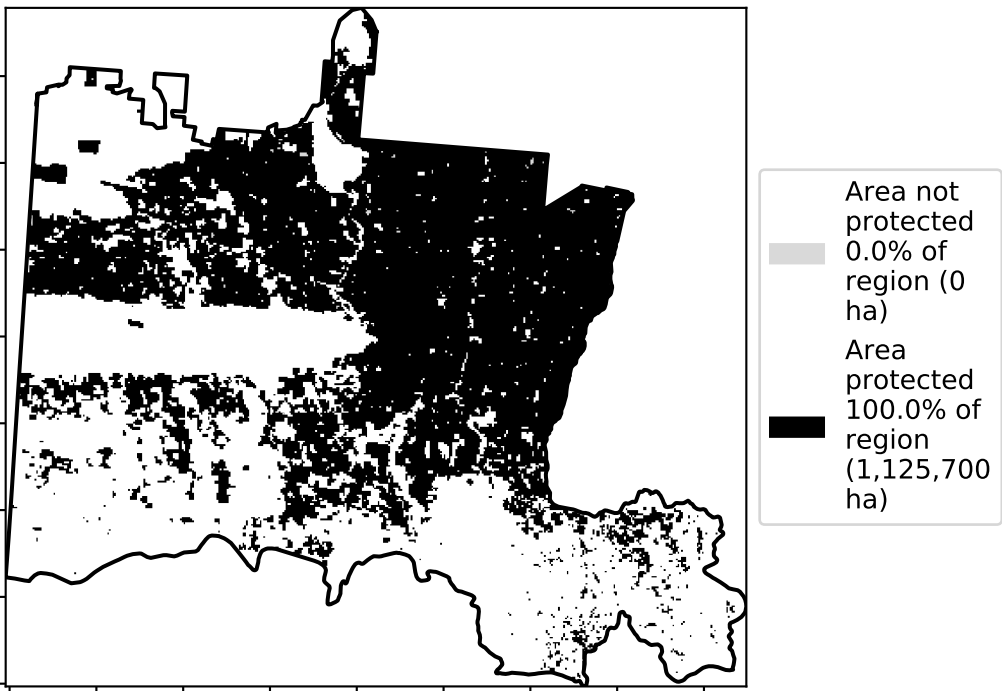 Area not
protected
0.0% of
region (0
ha)
Area
protected
100.0% of
region
(1,125,700
ha)